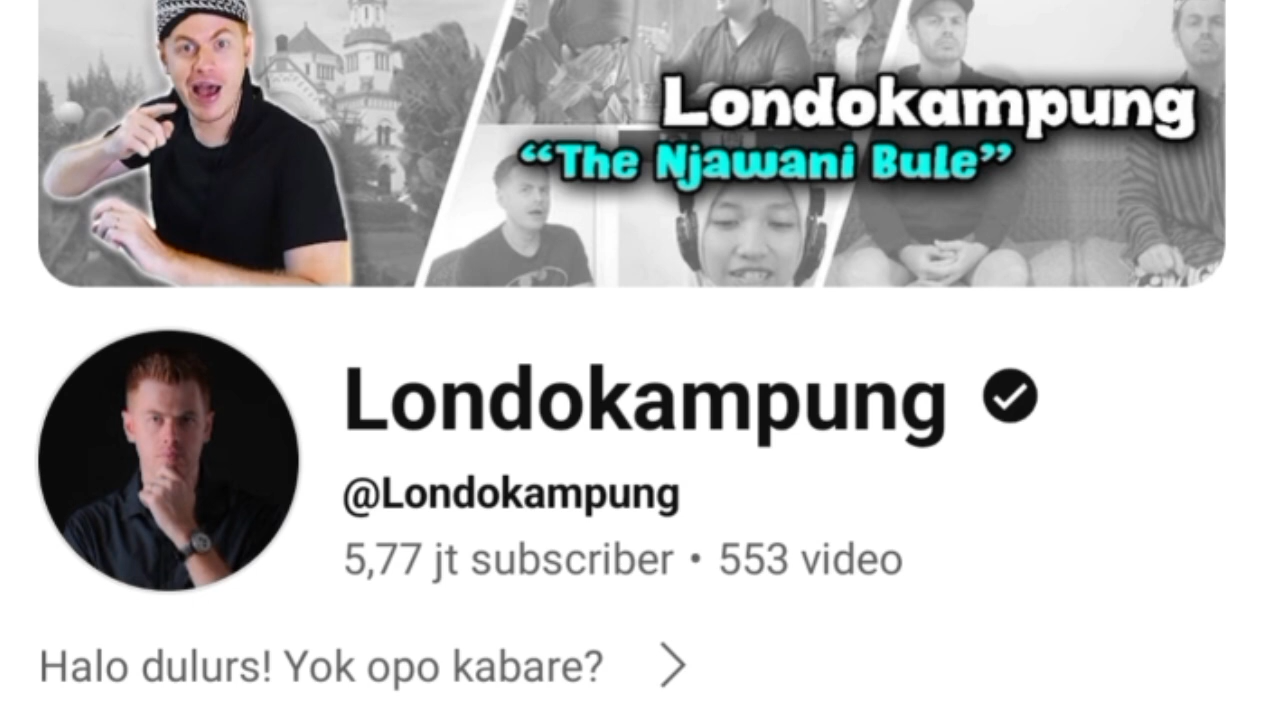 Londokampung
“The Njawani Bule”
Londokampung
@Londokampung
5,77 jt subscriber • 553 video
Halo dulurs! Yok opo kabare?